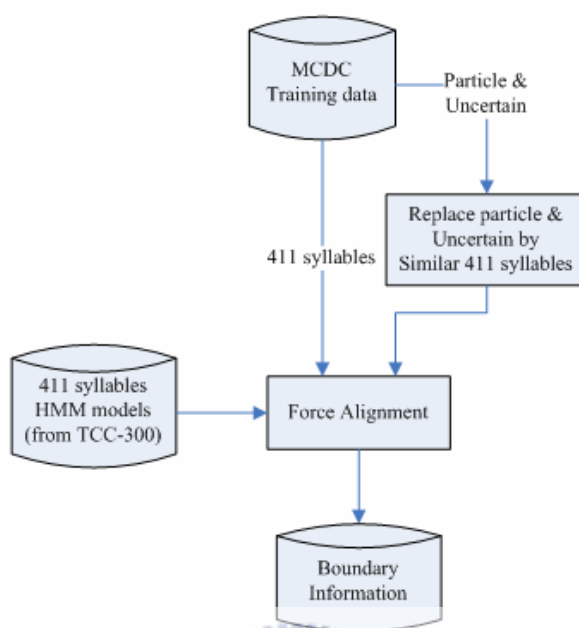 MCDC
Training data
Particle &
Uncertain
Replace particle &
Uncertain by
Similar 411 syllables
411 syllables
411 syllables
HMM models
(from TCC-300)
Force Alignment
Boundary
Information